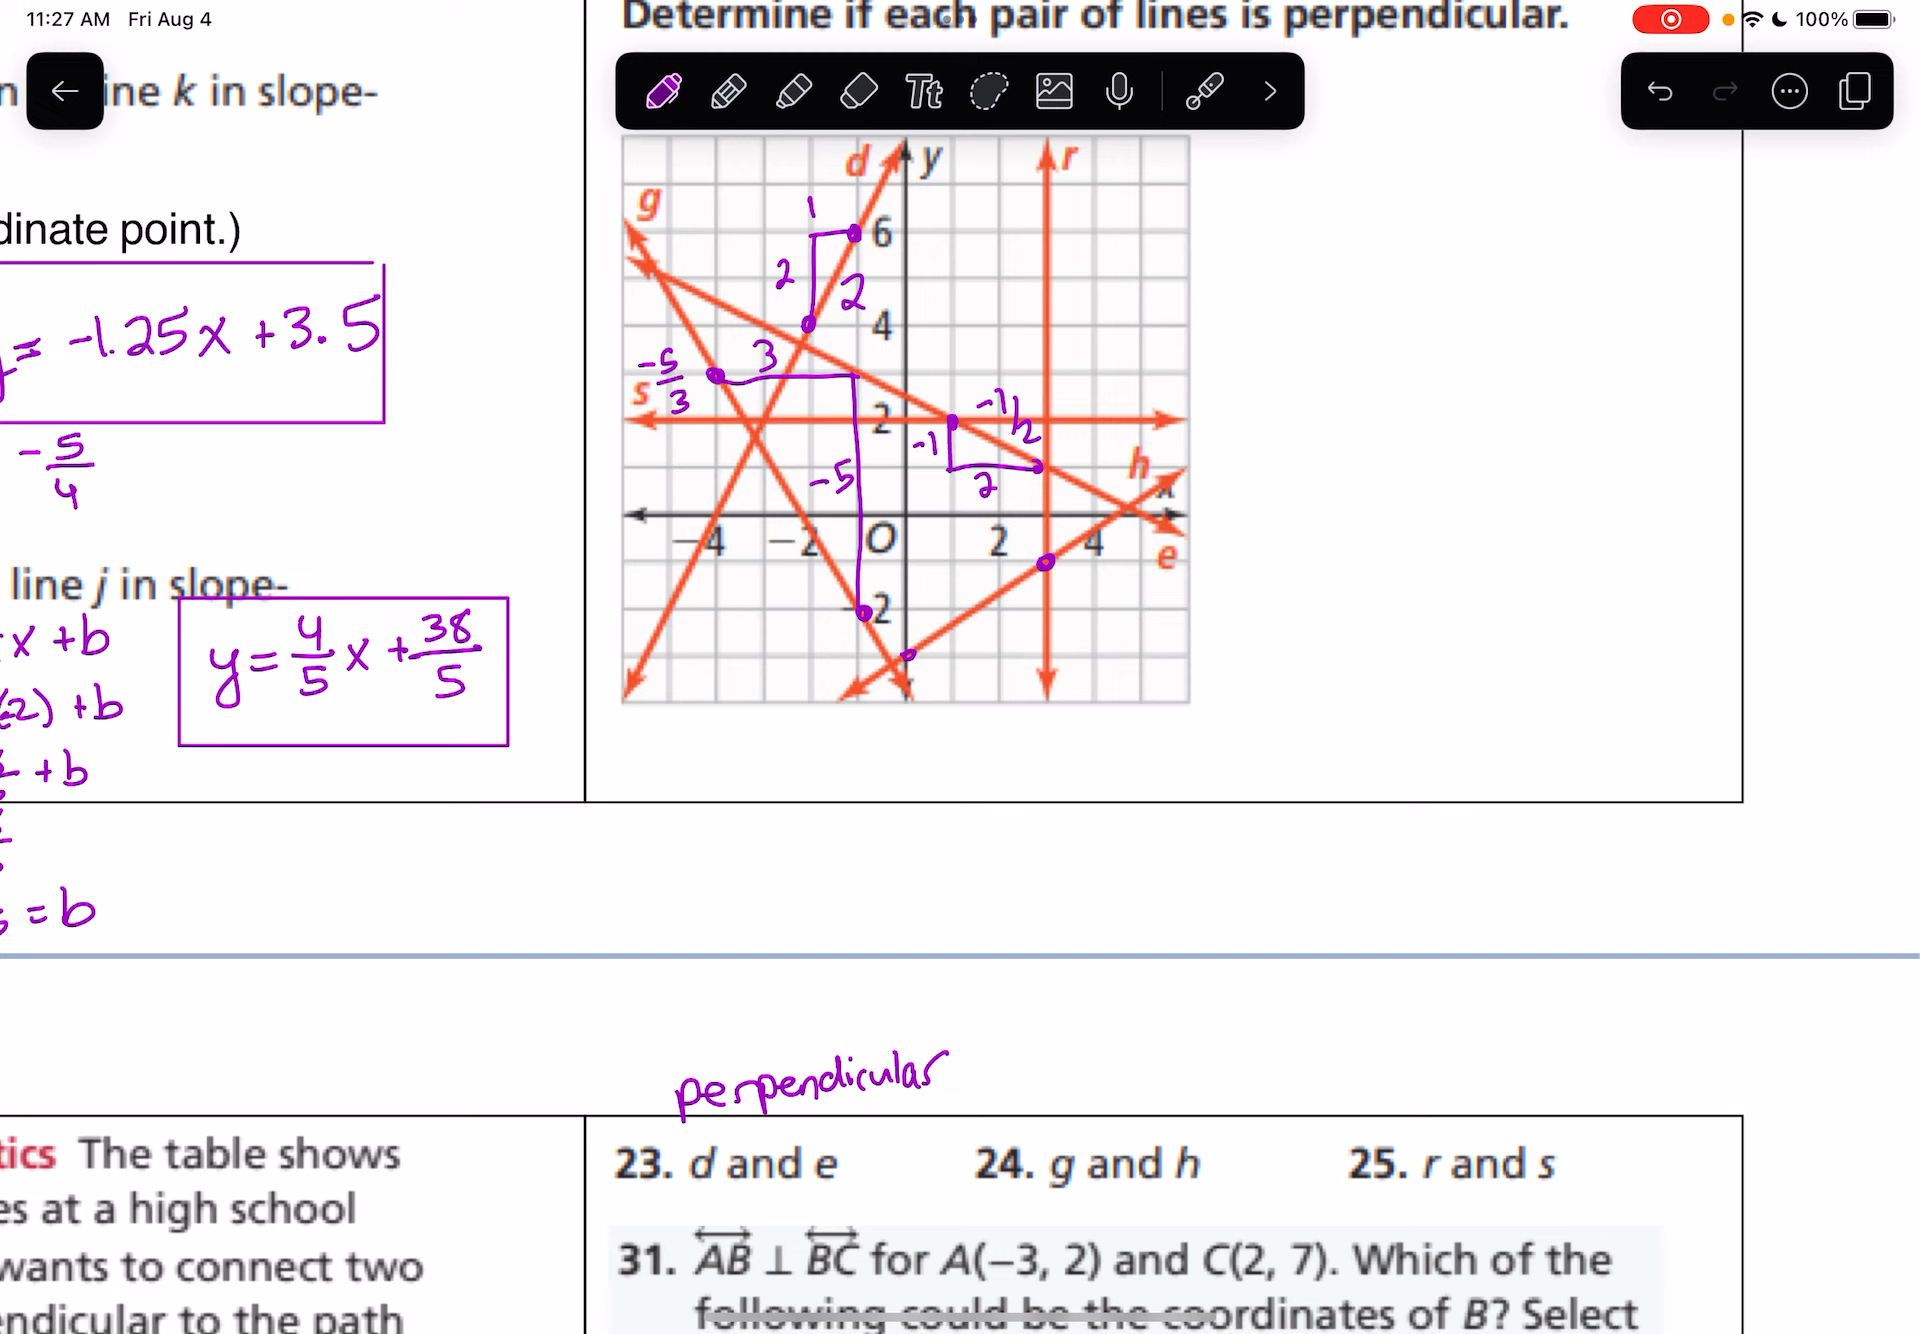 11:27 AM Fri Aug 4
100%
Determine if each pair of lines is perpendicular.
ine k in slope-
Tt
dinate point.)
= -1.25x +3.5
-5/4
line j in slope-
x +b
y= 4/5 x + 38/5
(-2) +b
+b
= b
d
y
r
g
1
6
2
2
4
-5/3
3
s
2
-1/2
-1
2
-5
h
x
-4
-2
O
2
4
e
-2
perpendicular
tics The table shows
es at a high school
wants to connect two
endicular to the path
23. d and e
24. g and h
25. r and s
31. AB ⊥ BC for A(−3, 2) and C(2, 7). Which of the
following could be the coordinates of B? Select